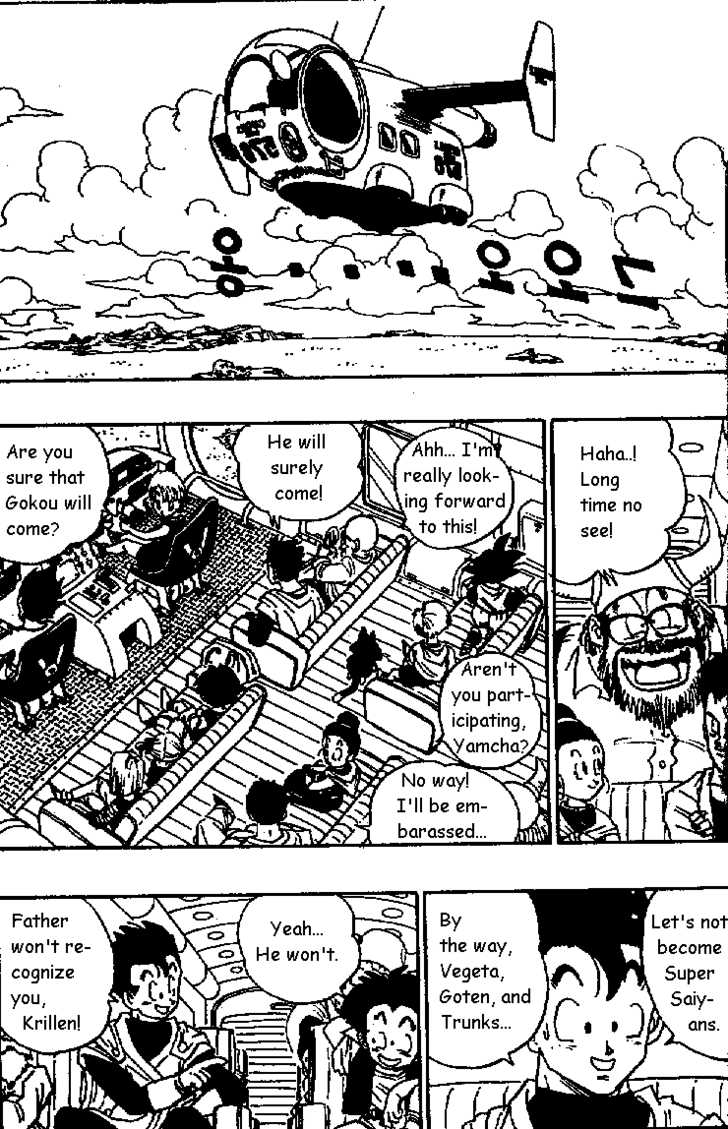 Are you
sure that
Gokou will
come?
He will
surely
come!
Ahh... I'm
really look-
ing forward
to this!
Aren't
you part-
icipating,
Yamcha?
No way!
I'll be em-
barassed...
Haha..!
Long
time no
see!
Father
won't re-
cognize
you,
Krillen!
Yeah...
He won't.
By
the way,
Vegeta,
Goten, and
Trunks...
Let's not
become
Super
Saiy-
ans.